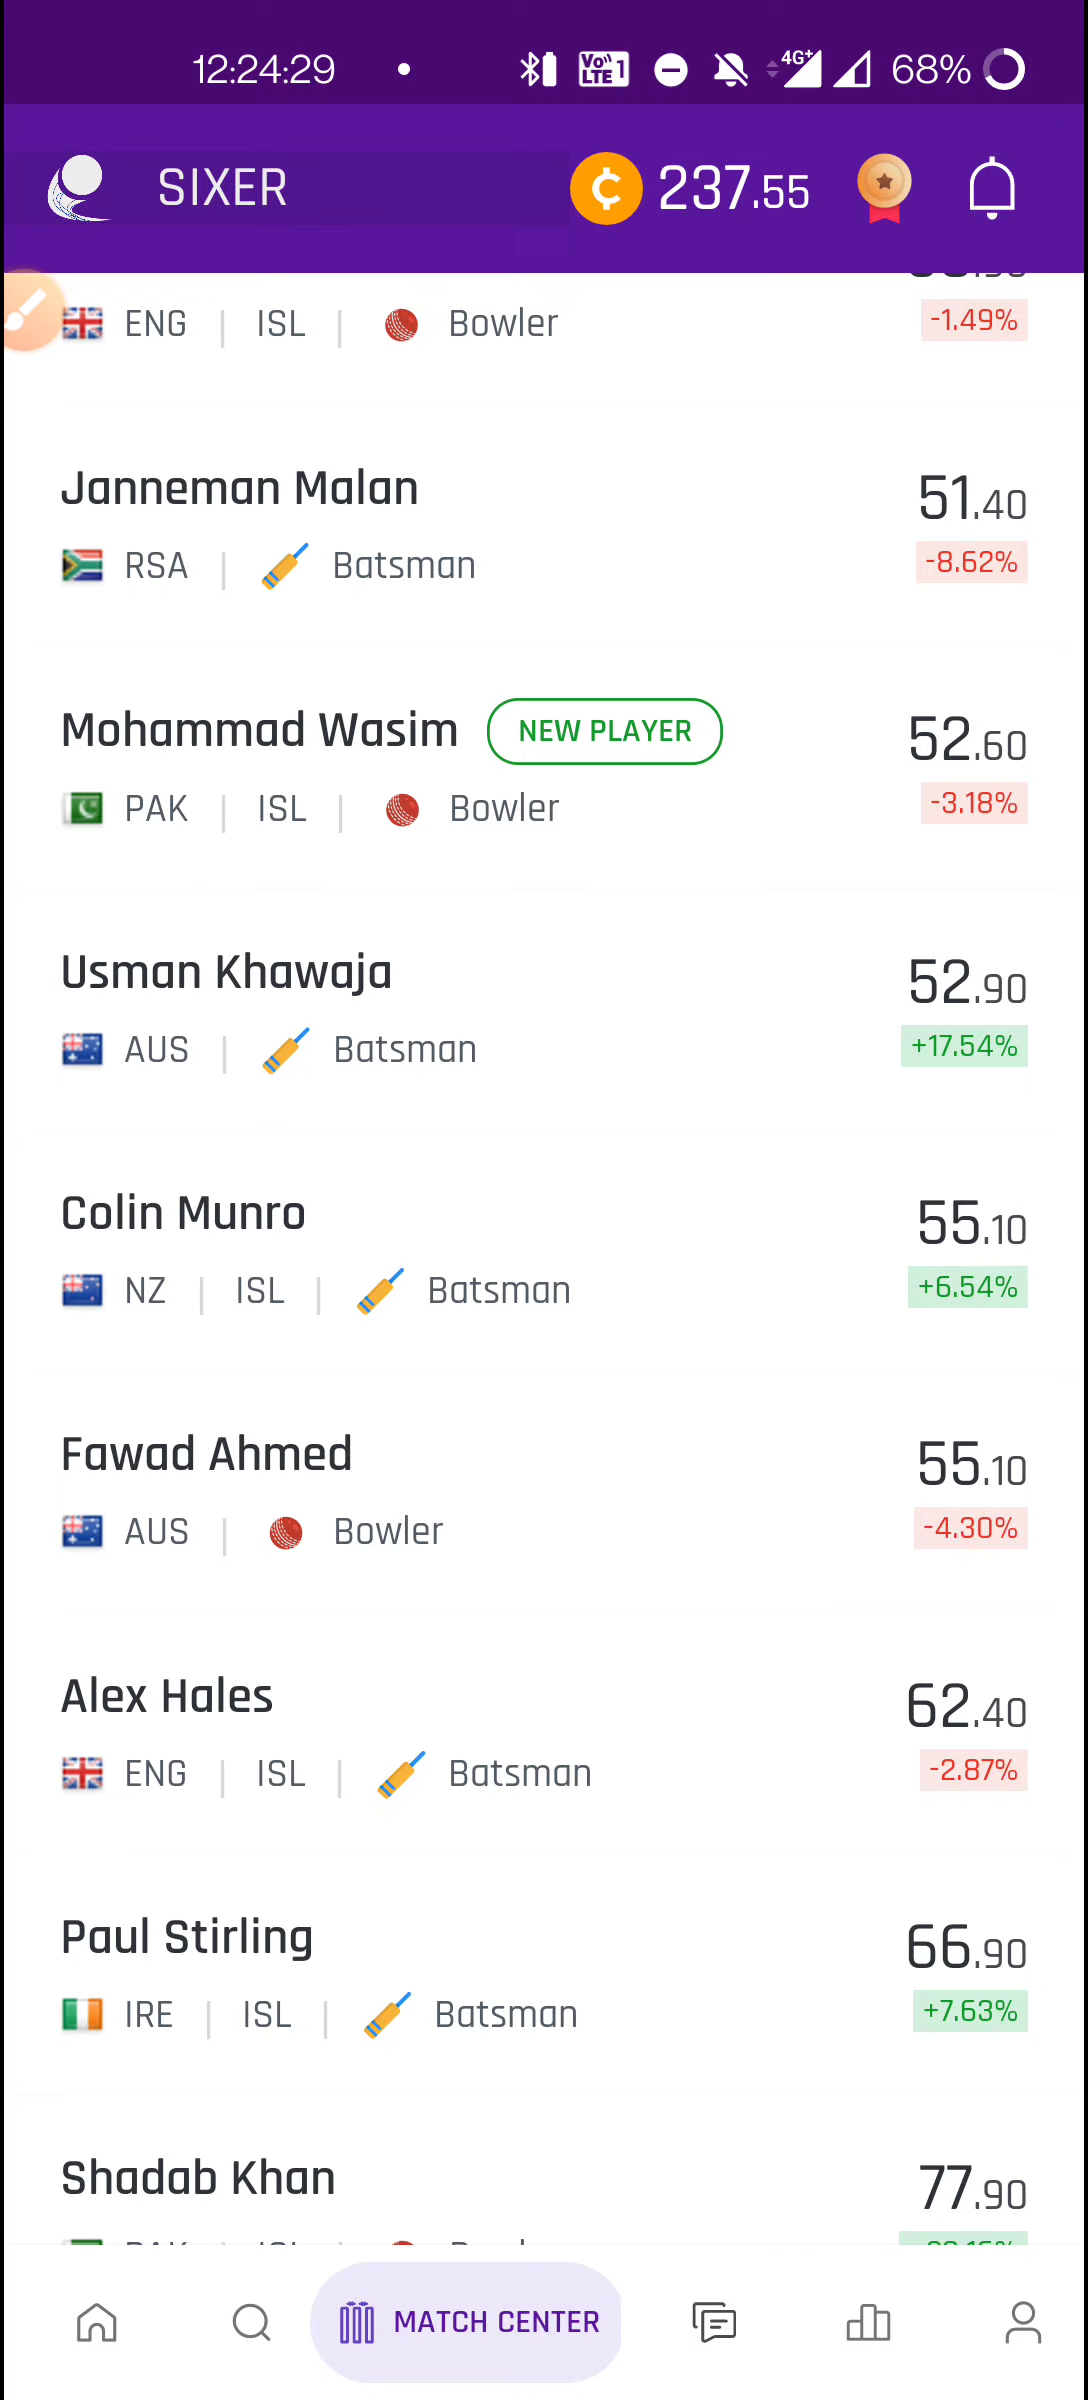 12:24:29 VoLTE 1 4G+ 68%
SIXER 237.55
ENG | ISL | Bowler -1.49%
Janneman Malan 51.40
RSA | Batsman -8.62%
Mohammad Wasim NEW PLAYER 52.60
PAK | ISL | Bowler -3.18%
Usman Khawaja 52.90
AUS | Batsman +17.54%
Colin Munro 55.10
NZ | ISL | Batsman +6.54%
Fawad Ahmed 55.10
AUS | Bowler -4.30%
Alex Hales 62.40
ENG | ISL | Batsman -2.87%
Paul Stirling 66.90
IRE | ISL | Batsman +7.63%
Shadab Khan 77.90
MATCH CENTER